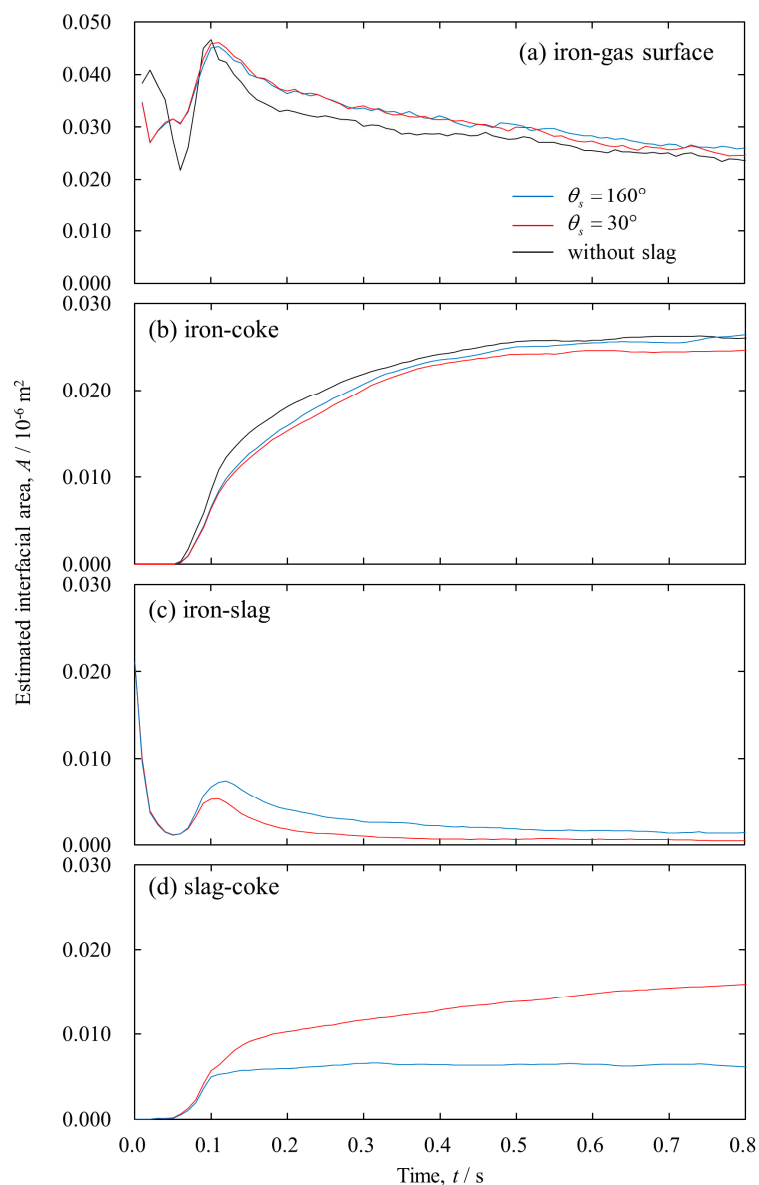 0.050
(a) iron-gas surface
0.040
0.030
0.020
θs = 160°
θs = 30°
without slag
0.010
0.000
0.030
(b) iron-coke
0.020
0.010
0.000
0.030
(c) iron-slag
0.020
0.010
0.000
0.030
(d) slag-coke
0.020
0.010
0.000
Estimated interfacial area, A / 10⁻⁶ m²
0.0 0.1 0.2 0.3 0.4 0.5 0.6 0.7 0.8
Time, t / s